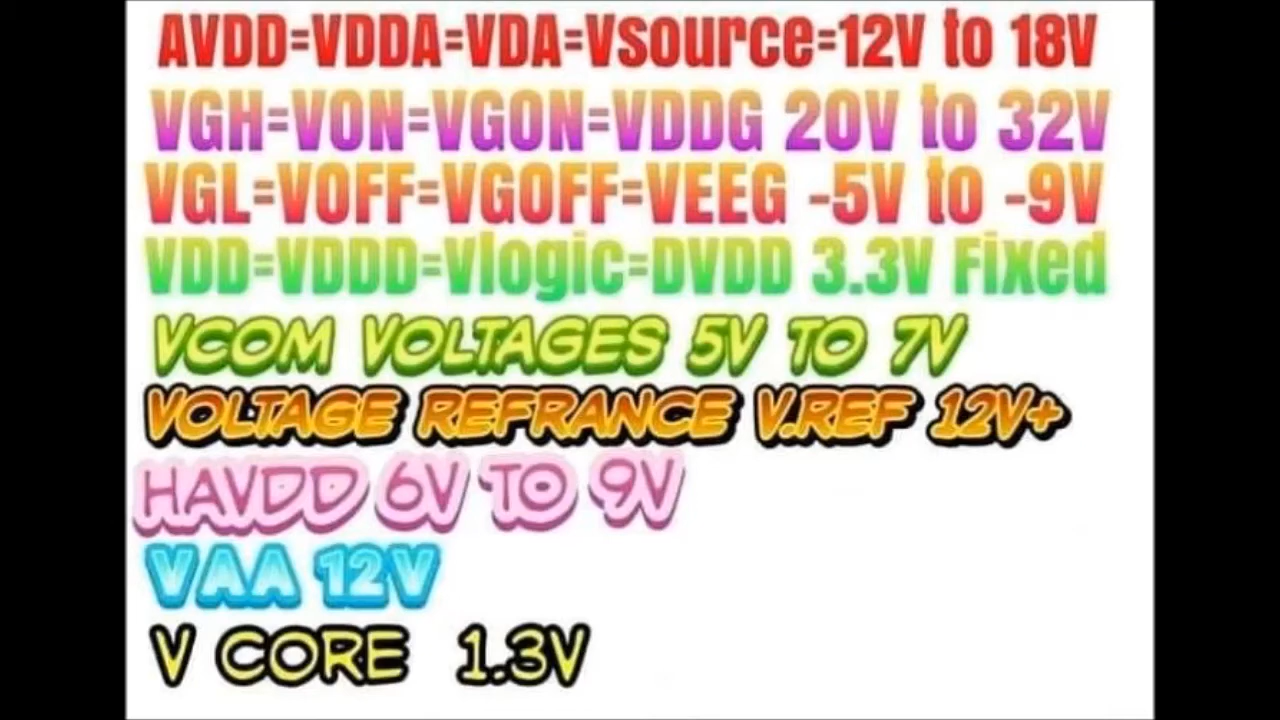 AVDD=VDDA=VDA=Vsource=12V to 18V
VGH=VON=VGON=VDDG 20V to 32V
VGL=VOFF=VGOFF=VEEG -5V to -9V
VDD=VDDD=Vlogic=DVDD 3.3V Fixed
VCOM VOLTAGES 5V TO 7V
VOLTAGE REFRANCE V.REF 12V+
HAVDD 6V TO 9V
VAA 12V
V CORE 1.3V